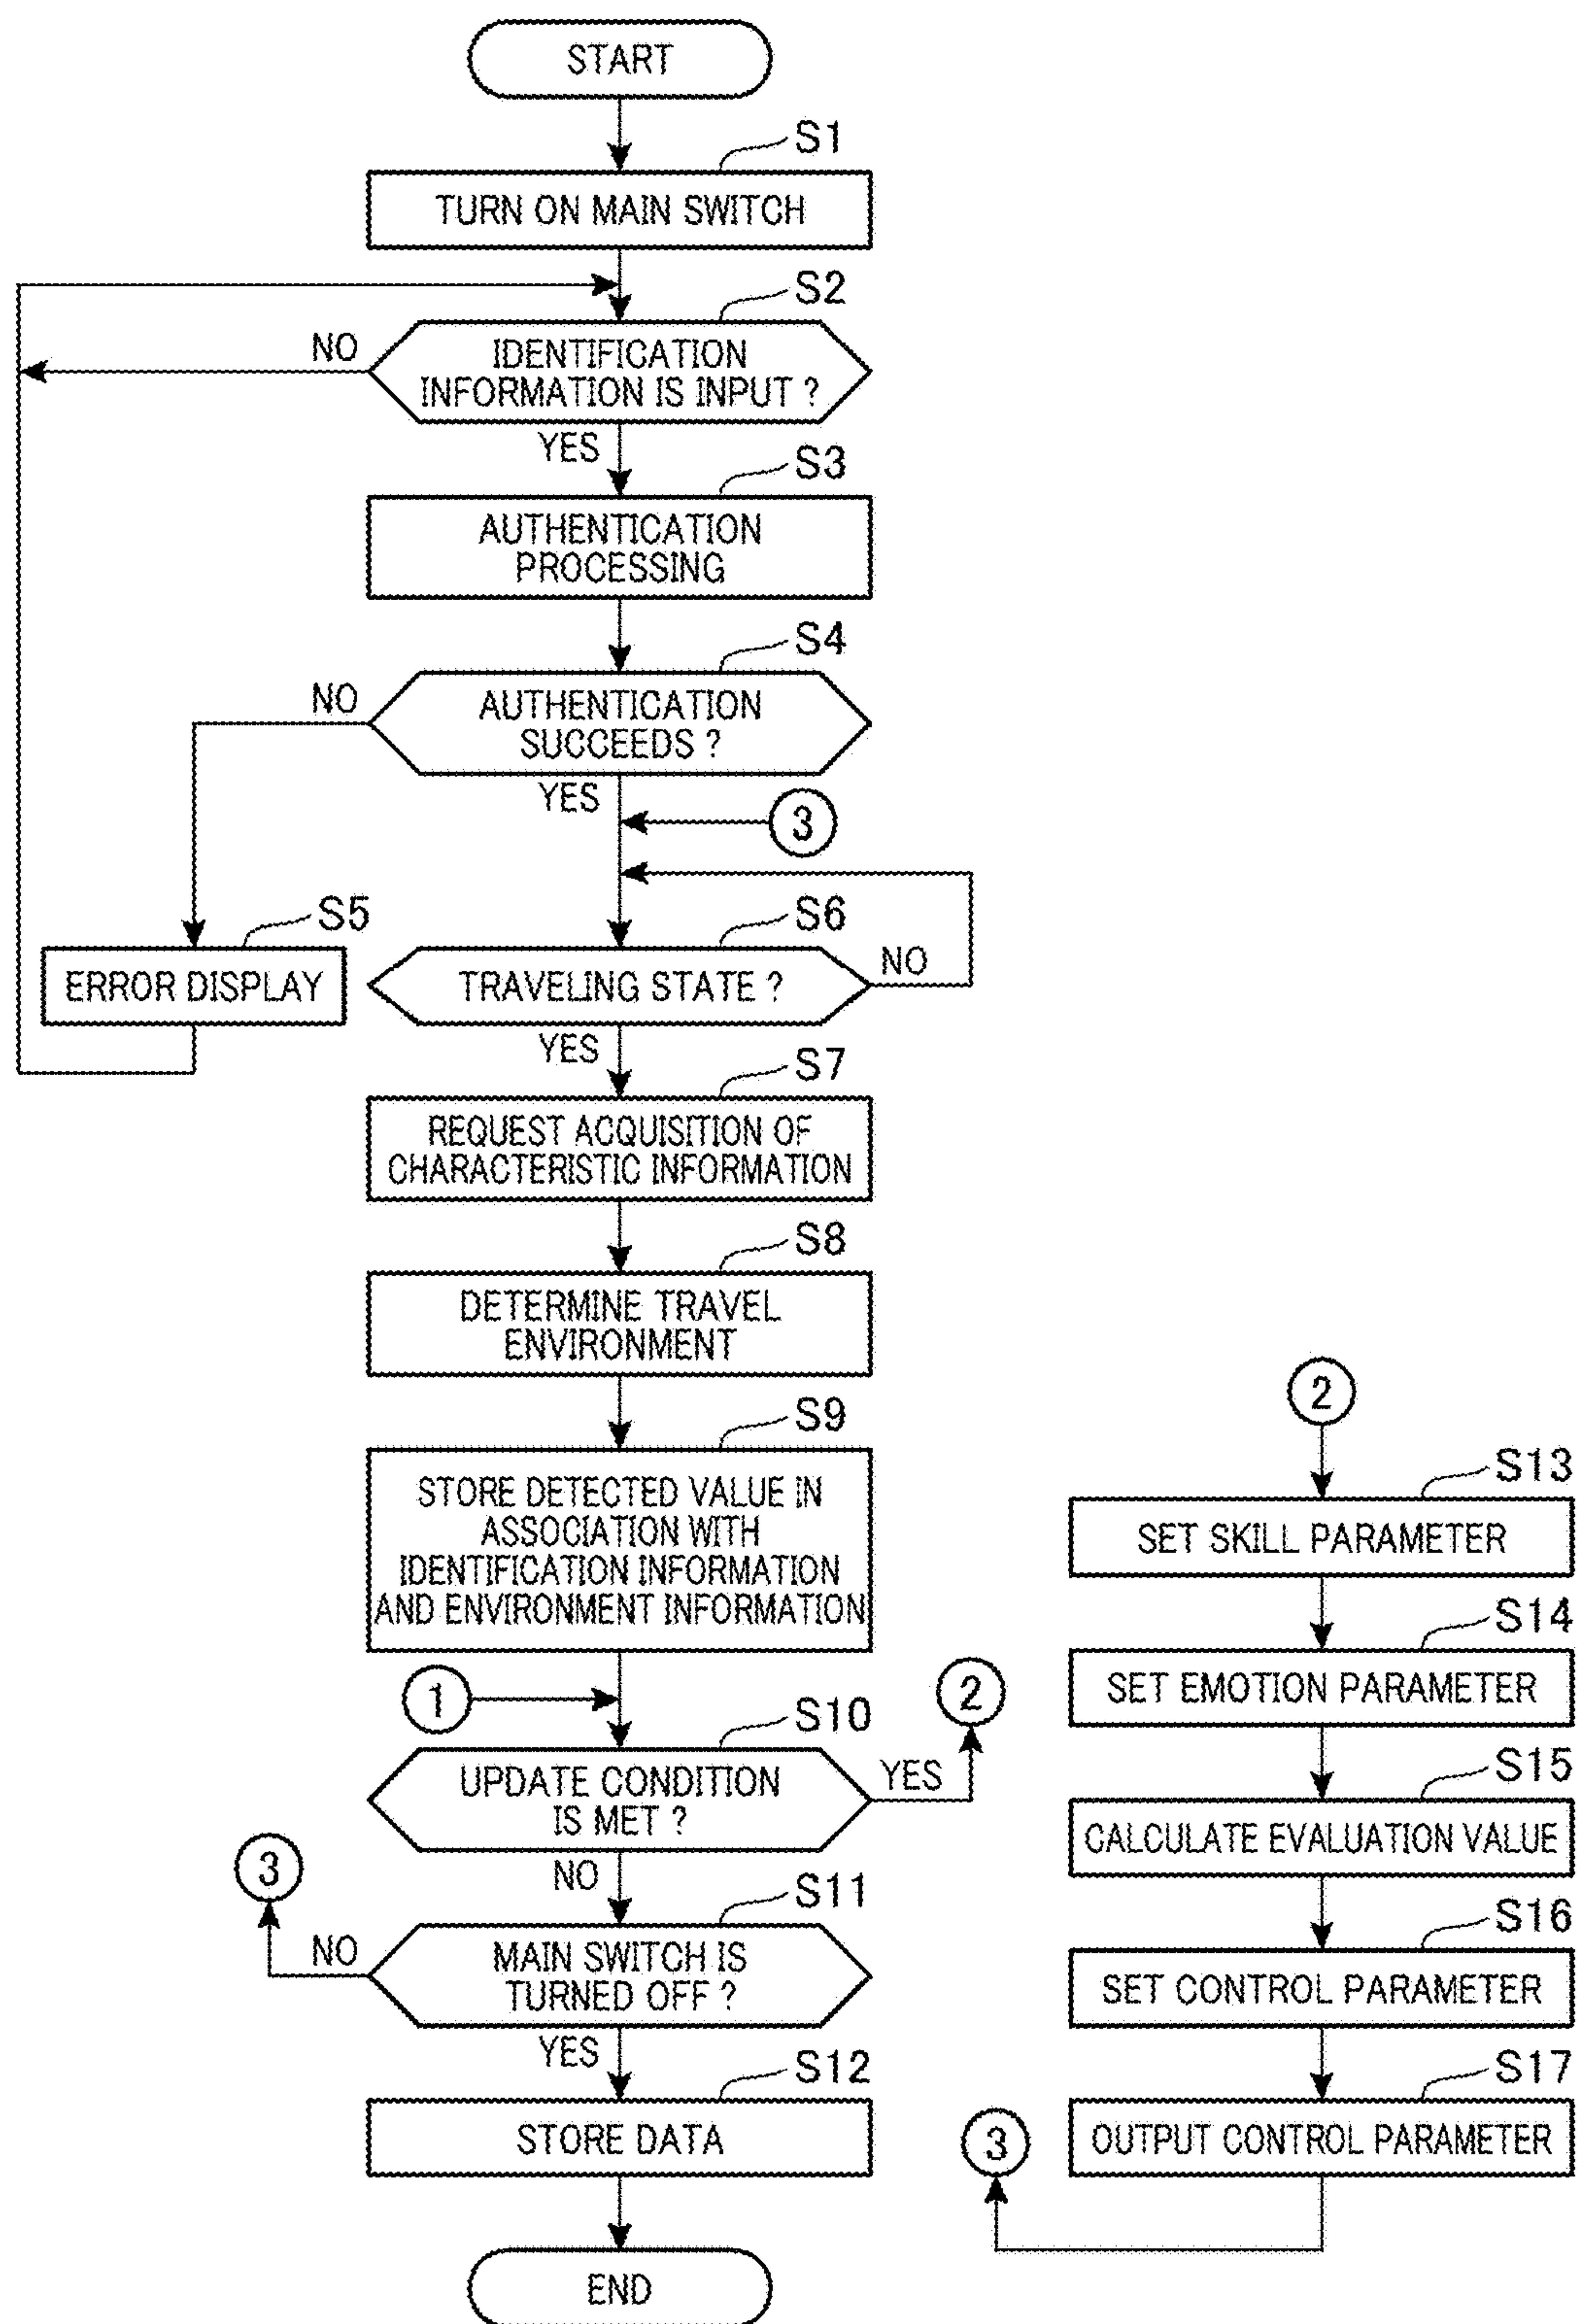 START
S1
TURN ON MAIN SWITCH
S2
IDENTIFICATION
INFORMATION IS INPUT ?
NO
YES
S3
AUTHENTICATION
PROCESSING
S4
AUTHENTICATION
SUCCEEDS ?
NO
YES
3
S5
ERROR DISPLAY
S6
TRAVELING STATE ?
NO
YES
S7
REQUEST ACQUISITION OF
CHARACTERISTIC INFORMATION
S8
DETERMINE TRAVEL
ENVIRONMENT
S9
STORE DETECTED VALUE IN
ASSOCIATION WITH
IDENTIFICATION INFORMATION
AND ENVIRONMENT INFORMATION
1
S10
UPDATE CONDITION
IS MET ?
YES
2
NO
S11
MAIN SWITCH IS
TURNED OFF ?
NO
3
YES
S12
STORE DATA
END
2
S13
SET SKILL PARAMETER
S14
SET EMOTION PARAMETER
S15
CALCULATE EVALUATION VALUE
S16
SET CONTROL PARAMETER
S17
OUTPUT CONTROL PARAMETER
3